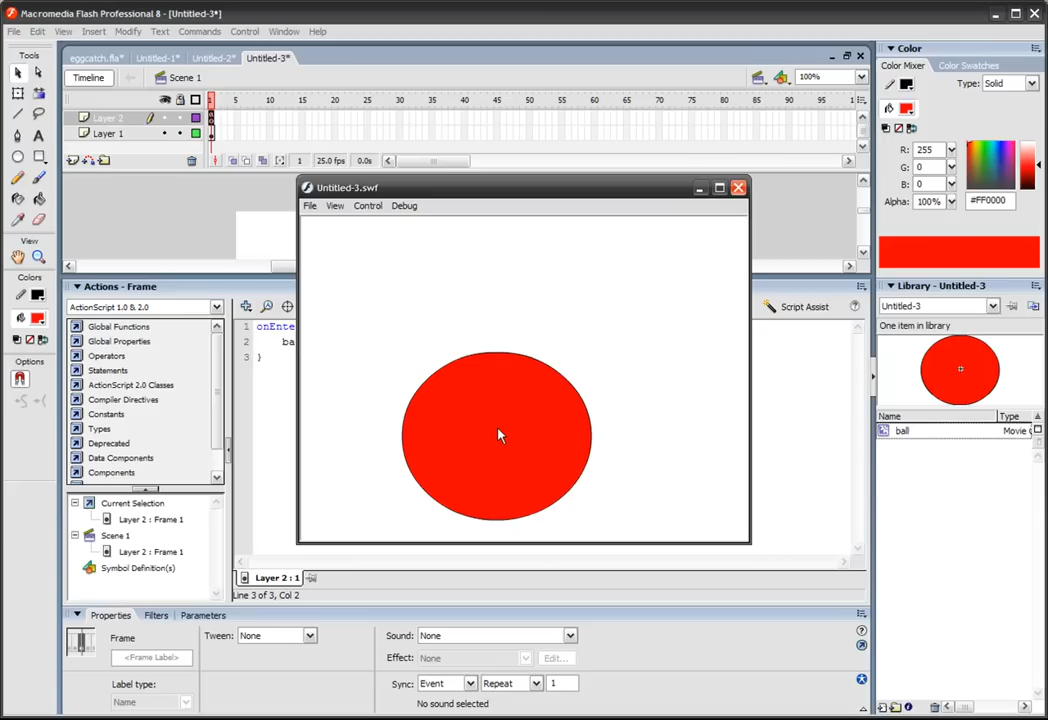 Macromedia Flash Professional 8 - [Untitled-3*]
File Edit View Insert Modify Text Commands Control Window Help
Tools
View
Colors
Options
eggcatch.fla* Untitled-1* Untitled-2* Untitled-3*
Timeline Scene 1 100%
1 5 10 15 20 25 30 35 40 45 50 55 60 65 70 75 80 85 90 95 1
Layer 2
Layer 1
1 25.0 fps 0.0s
Untitled-3.swf
File View Control Debug
Actions - Frame
ActionScript 1.0 & 2.0
Global Functions
Global Properties
Operators
Statements
ActionScript 2.0 Classes
Compiler Directives
Constants
Types
Deprecated
Data Components
Components
Current Selection
Layer 2 : Frame 1
Scene 1
Layer 2 : Frame 1
Symbol Definition(s)
Script Assist
1 onEnte
2 ba
3 }
Layer 2 : 1
Line 3 of 3, Col 2
Properties Filters Parameters
Frame
<Frame Label>
Label type:
Name
Tween: None
Sound: None
Effect: None Edit...
Sync: Event Repeat 1
No sound selected
Color
Color Mixer Color Swatches
Type: Solid
R: 255
G: 0
B: 0
Alpha: 100% #FF0000
Library - Untitled-3
Untitled-3
One item in library
Name Type
ball Movie